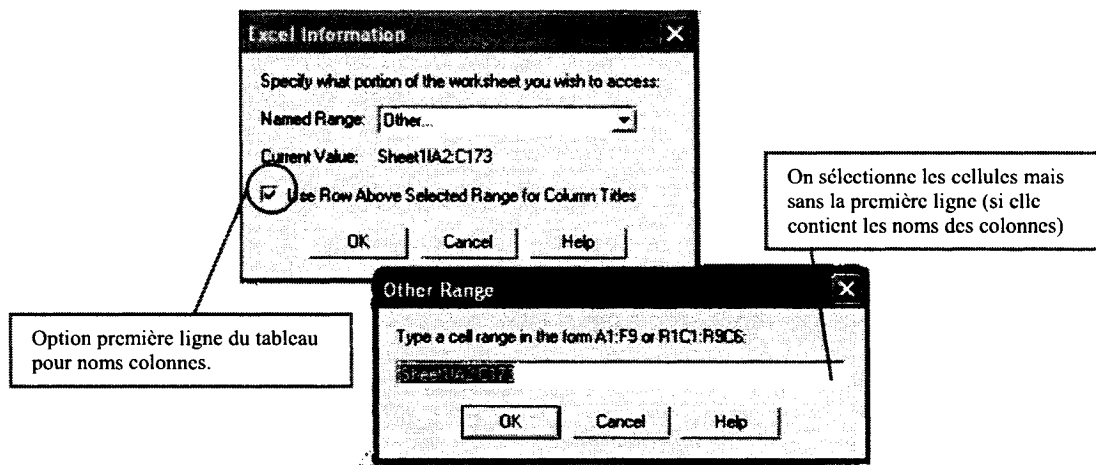 Excel Information
Specify what portion of the worksheet you wish to access:
Named Range: Other...
Current Value: Sheet1!A2:C173
Use Row Above Selected Range for Column Titles
OK Cancel Help
On sélectionne les cellules mais
sans la première ligne (si elle
contient les noms des colonnes)
Other Range
Type a cell range in the form A1:F9 or R1C1:R9C6:
Sheet1!A2:C173
OK Cancel Help
Option première ligne du tableau
pour noms colonnes.